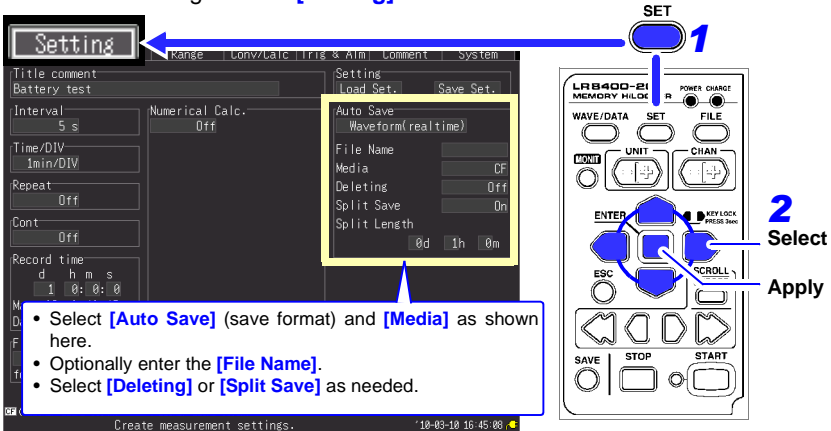 SET
1
Setting
Range | Conv/Calc | Trig & Alm | Comment | System
Title comment
Battery test
Setting
Load Set. Save Set.
Interval
5 s
Numerical Calc.
Off
Auto Save
Waveform(realtime)
File Name
Media CF
Deleting Off
Split Save On
Split Length
0d 1h 0m
Time/DIV
1min/DIV
Repeat
Off
Cont
Off
Record time
d h m s
1 0: 0: 0
• Select [Auto Save] (save format) and [Media] as shown
here.
• Optionally enter the [File Name].
• Select [Deleting] or [Split Save] as needed.
CF
Create measurement settings.
'10-03-10 16:45:08
LR8400-20
MEMORY HiLOGGER
POWER CHARGE
WAVE/DATA SET FILE
MONIT
UNIT
CHAN
ENTER
KEY LOCK
PRESS 3sec
2
Select
ESC
SCROLL
Apply
SAVE STOP START